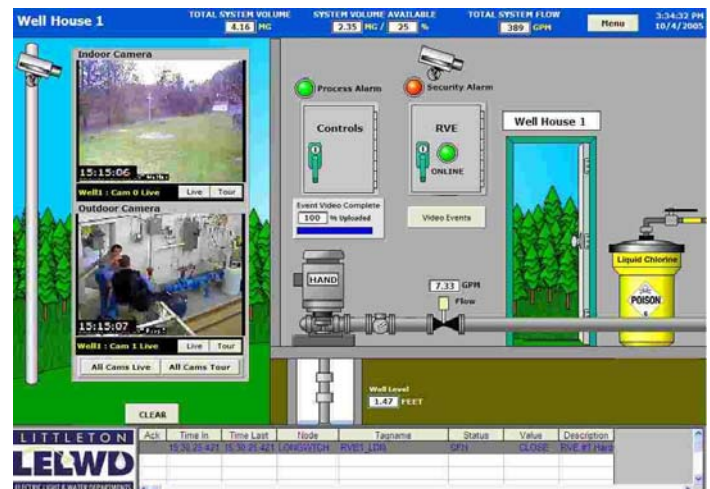 Well House 1
TOTAL SYSTEM VOLUME
4.16 MG
SYSTEM VOLUME AVAILABLE
2.35 MG / 25 %
TOTAL SYSTEM FLOW
389 GPM
Menu
3:34:32 PM
10/4/2005
Indoor Camera
15:15:06
Well1 : Cam 0 Live
Live Tour
Outdoor Camera
15:15:07
Well1 : Cam 1 Live
Live Tour
All Cams Live All Cams Tour
CLEAR
Process Alarm
Security Alarm
Controls
RVE
ONLINE
Event Video Complete
100 % Uploaded
Video Events
Well House 1
HAND
7.33 GPM
Flow
Liquid Chlorine
POISON
6
Well Level
1.47 FEET
Ack Time In Time Last Node Tagname Status Value Description
CLOSE
LITTLETON
LELWD
ELECTRIC LIGHT & WATER DEPARTMENTS